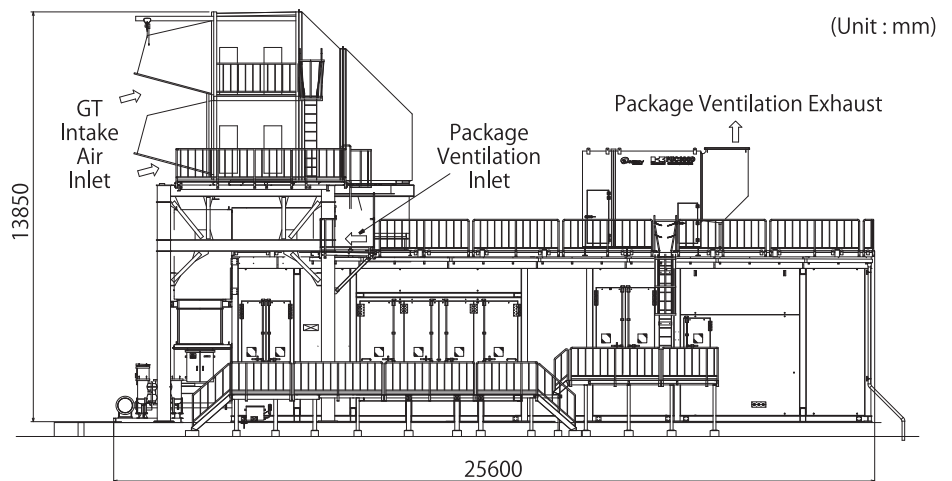 (Unit : mm)
GT
Intake
Air
Inlet
Package
Ventilation
Inlet
Package Ventilation Exhaust
13850
25600